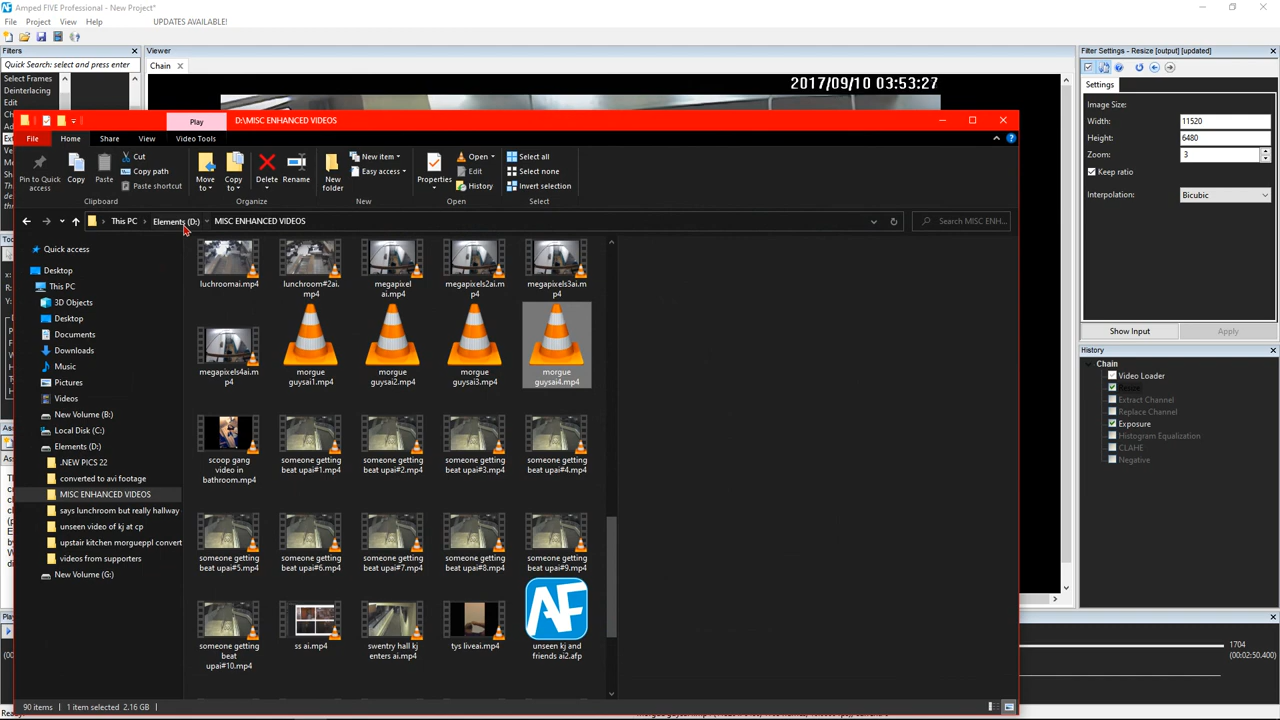 Amped FIVE Professional - New Project*
File Project View Help UPDATES AVAILABLE!
Filters
Viewer
Filter Settings - Resize [output] [updated]
Quick Search: select and press enter
Chain
Select Frames
Deinterlacing
Edit
2017/09/10 03:53:27
Settings
Image Size:
Width: 11520
Height: 6480
Zoom: 3
Keep ratio
Interpolation: Bicubic
Show Input Apply
History
Chain
Video Loader
Resize
Extract Channel
Replace Channel
Exposure
Histogram Equalization
CLAHE
Negative
1704
(00:02:50.400)
Play D:\MISC ENHANCED VIDEOS
File Home Share View Video Tools
Pin to Quick access
Copy
Paste
Cut
Copy path
Paste shortcut
Clipboard
Move to
Copy to
Delete
Rename
Organize
New folder
New item
Easy access
New
Properties
Open
Edit
History
Open
Select all
Select none
Invert selection
Select
This PC Elements (D:) MISC ENHANCED VIDEOS
Search MISC ENH...
Quick access
Desktop
This PC
3D Objects
Desktop
Documents
Downloads
Music
Pictures
Videos
New Volume (B:)
Local Disk (C:)
Elements (D:)
.NEW PICS 22
converted to avi footage
MISC ENHANCED VIDEOS
says lunchroom but really hallway
unseen video of kj at cp
upstair kitchen morgueppl convert
videos from supporters
New Volume (G:)
luchroomai.mp4
lunchroom#2ai.mp4
megapixel ai.mp4
megapixels2ai.mp4
megapixels3ai.mp4
megapixels4ai.mp4
morgue guysai1.mp4
morgue guysai2.mp4
morgue guysai3.mp4
morgue guysai4.mp4
scoop gang video in bathroom.mp4
someone getting beat upai#1.mp4
someone getting beat upai#2.mp4
someone getting beat upai#3.mp4
someone getting beat upai#4.mp4
someone getting beat upai#5.mp4
someone getting beat upai#6.mp4
someone getting beat upai#7.mp4
someone getting beat upai#8.mp4
someone getting beat upai#9.mp4
someone getting beat upai#10.mp4
ss ai.mp4
swentry hall kj enters ai.mp4
tys liveai.mp4
AF
unseen kj and friends ai2.afp
90 items 1 item selected 2.16 GB